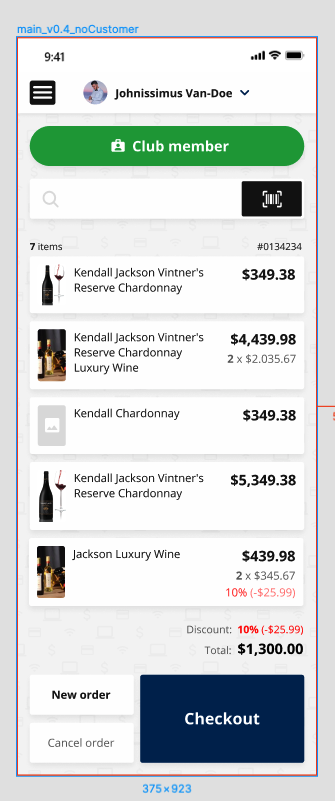 main_v0.4_noCustomer
9:41
Johnissimus Van-Doe
Club member
7 items
#0134234
Kendall Jackson Vintner's
Reserve Chardonnay
$349.38
Kendall Jackson Vintner's
Reserve Chardonnay
Luxury Wine
$4,439.98
2 x $2.035.67
Kendall Chardonnay
$349.38
Kendall Jackson Vintner's
Reserve Chardonnay
$5,349.38
Jackson Luxury Wine
$439.98
2 x $345.67
10% (-$25.99)
Discount: 10% (-$25.99)
Total: $1,300.00
New order
Cancel order
Checkout
375×923